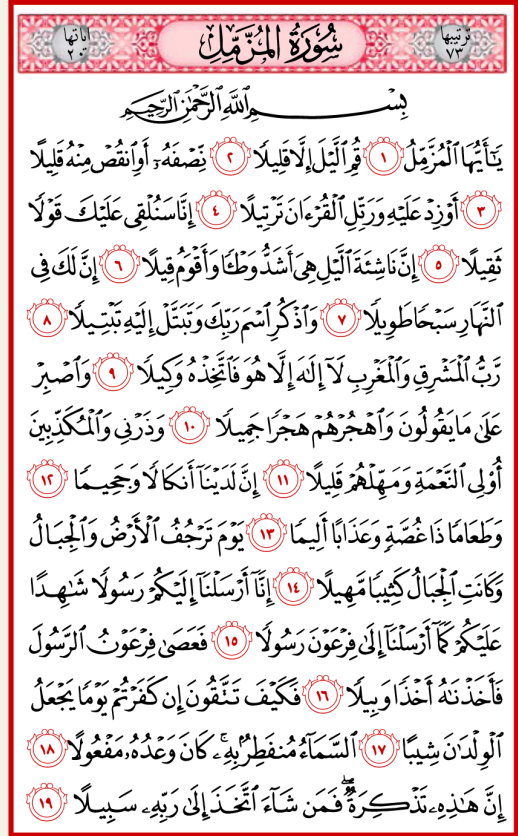 ترتيبها ٧٣ سُورَةُ الْمُزَّمِّلِ آياتها ٢٠
بِسْمِ اللَّهِ الرَّحْمَٰنِ الرَّحِيمِ
يَٰٓأَيُّهَا ٱلْمُزَّمِّلُ ١ قُمِ ٱلَّيْلَ إِلَّا قَلِيلًا ٢ نِّصْفَهُۥٓ أَوِ ٱنقُصْ مِنْهُ قَلِيلًا
٣ أَوْ زِدْ عَلَيْهِ وَرَتِّلِ ٱلْقُرْءَانَ تَرْتِيلًا ٤ إِنَّا سَنُلْقِى عَلَيْكَ قَوْلًا
ثَقِيلًا ٥ إِنَّ نَاشِئَةَ ٱلَّيْلِ هِىَ أَشَدُّ وَطْـًٔا وَأَقْوَمُ قِيلًا ٦ إِنَّ لَكَ فِى
ٱلنَّهَارِ سَبْحًا طَوِيلًا ٧ وَٱذْكُرِ ٱسْمَ رَبِّكَ وَتَبَتَّلْ إِلَيْهِ تَبْتِيلًا ٨
رَّبُّ ٱلْمَشْرِقِ وَٱلْمَغْرِبِ لَآ إِلَٰهَ إِلَّا هُوَ فَٱتَّخِذْهُ وَكِيلًا ٩ وَٱصْبِرْ
عَلَىٰ مَا يَقُولُونَ وَٱهْجُرْهُمْ هَجْرًا جَمِيلًا ١٠ وَذَرْنِى وَٱلْمُكَذِّبِينَ
أُو۟لِى ٱلنَّعْمَةِ وَمَهِّلْهُمْ قَلِيلًا ١١ إِنَّ لَدَيْنَآ أَنكَالًا وَجَحِيمًا ١٢
وَطَعَامًا ذَا غُصَّةٍ وَعَذَابًا أَلِيمًا ١٣ يَوْمَ تَرْجُفُ ٱلْأَرْضُ وَٱلْجِبَالُ
وَكَانَتِ ٱلْجِبَالُ كَثِيبًا مَّهِيلًا ١٤ إِنَّآ أَرْسَلْنَآ إِلَيْكُمْ رَسُولًا شَٰهِدًا
عَلَيْكُمْ كَمَآ أَرْسَلْنَآ إِلَىٰ فِرْعَوْنَ رَسُولًا ١٥ فَعَصَىٰ فِرْعَوْنُ ٱلرَّسُولَ
فَأَخَذْنَٰهُ أَخْذًا وَبِيلًا ١٦ فَكَيْفَ تَتَّقُونَ إِن كَفَرْتُمْ يَوْمًا يَجْعَلُ
ٱلْوِلْدَٰنَ شِيبًا ١٧ ٱلسَّمَآءُ مُنفَطِرٌۢ بِهِۦ ۚ كَانَ وَعْدُهُۥ مَفْعُولًا ١٨
إِنَّ هَٰذِهِۦ تَذْكِرَةٌ ۖ فَمَن شَآءَ ٱتَّخَذَ إِلَىٰ رَبِّهِۦ سَبِيلًا ١٩